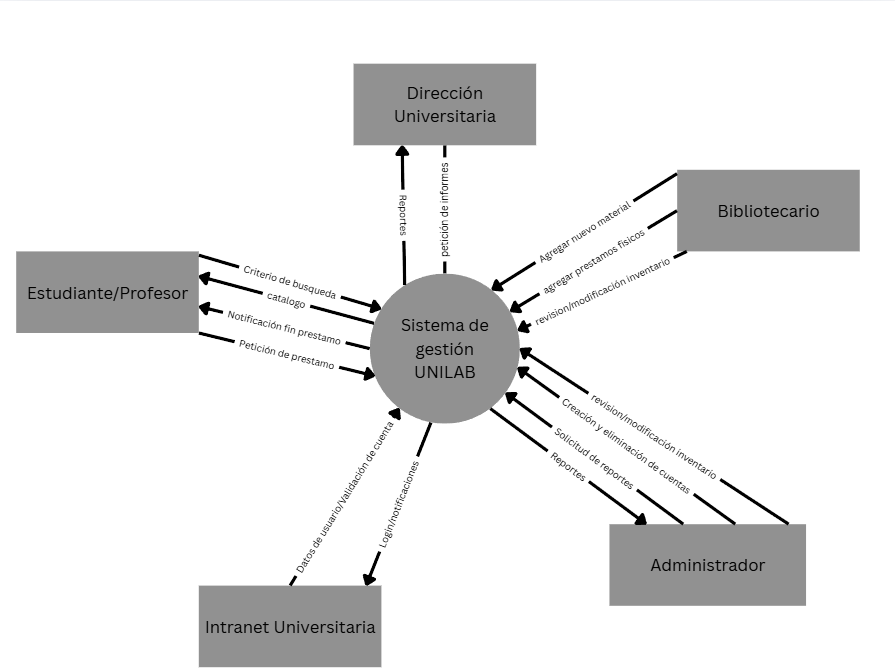 Dirección
Universitaria
Reportes
petición de informes
Bibliotecario
Agregar nuevo material
agregar prestamos fisicos
revision/modificación inventario
Estudiante/Profesor
Criterio de busqueda
catalogo
Notificación fin prestamo
Petición de prestamo
Sistema de
gestión
UNILAB
revision/modificación inventario
Creación y eliminación de cuentas
Solicitud de reportes
Reportes
Datos de usuario/Validación de cuenta
Login/notificaciones
Administrador
Intranet Universitaria